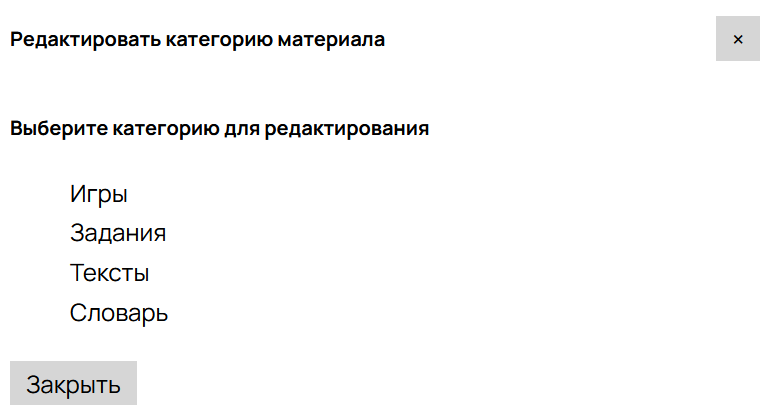 Редактировать категорию материала
×
Выберите категорию для редактирования
Игры
Задания
Тексты
Словарь
Закрыть